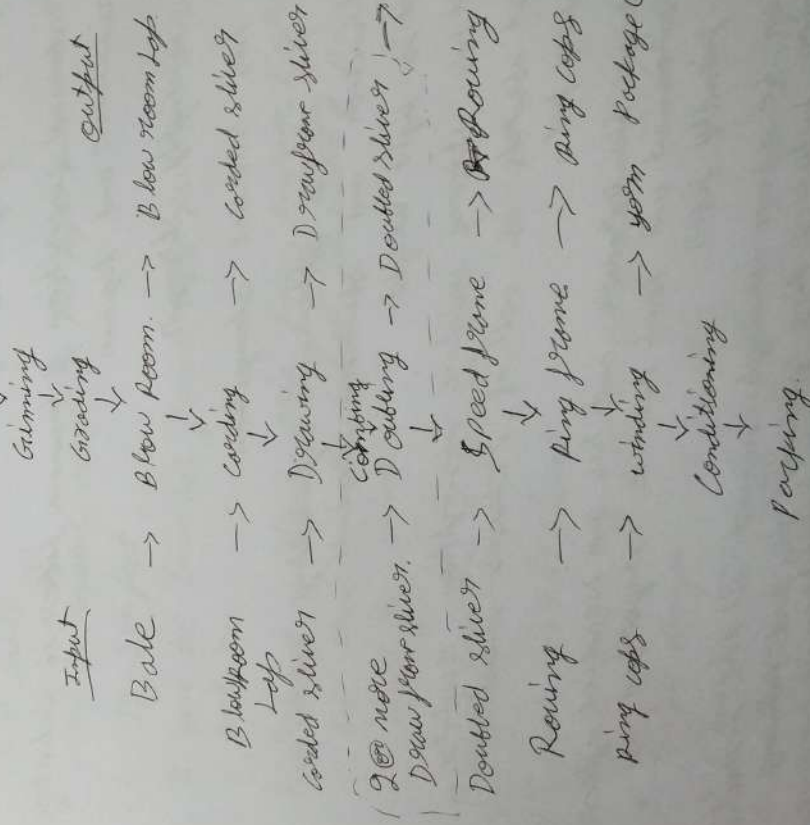 Ginning
↓
Grading
↓
Input Output
Bale → Blow Room. → Blow room Lap
↓
Blowroom Lap → Carding → Carded sliver
↓
Carded sliver → Drawing → Drawframe sliver
↓
Combing
(2 or more Draw frame sliver. → Doubling → Doubled sliver) →
↓
Doubled sliver → Speed frame → Roving
↓
Roving → Ring frame → Ring cops
↓
Ring cops → winding → yarn Package (
↓
Conditioning
↓
Packing.